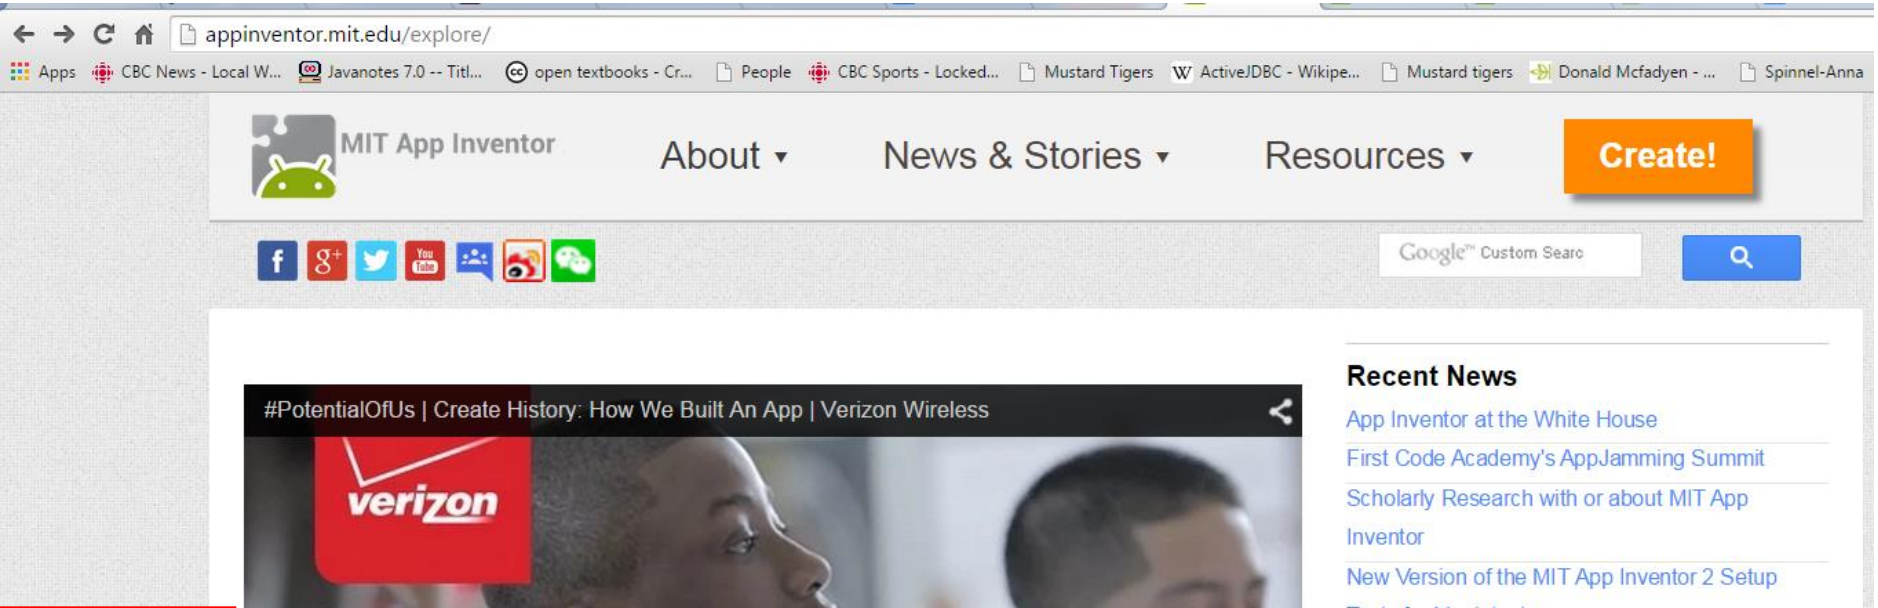 appinventor.mit.edu/explore/
Apps CBC News - Local W... Javanotes 7.0 -- Titl... open textbooks - Cr... People CBC Sports - Locked... Mustard Tigers W ActiveJDBC - Wikipe... Mustard tigers Donald Mcfadyen - ... Spinnel-Anna
MIT App Inventor About News & Stories Resources Create!
f g+ You Tube
Google™ Custom Searc
#PotentialOfUs | Create History: How We Built An App | Verizon Wireless
verizon
Recent News
App Inventor at the White House
First Code Academy's AppJamming Summit
Scholarly Research with or about MIT App
Inventor
New Version of the MIT App Inventor 2 Setup